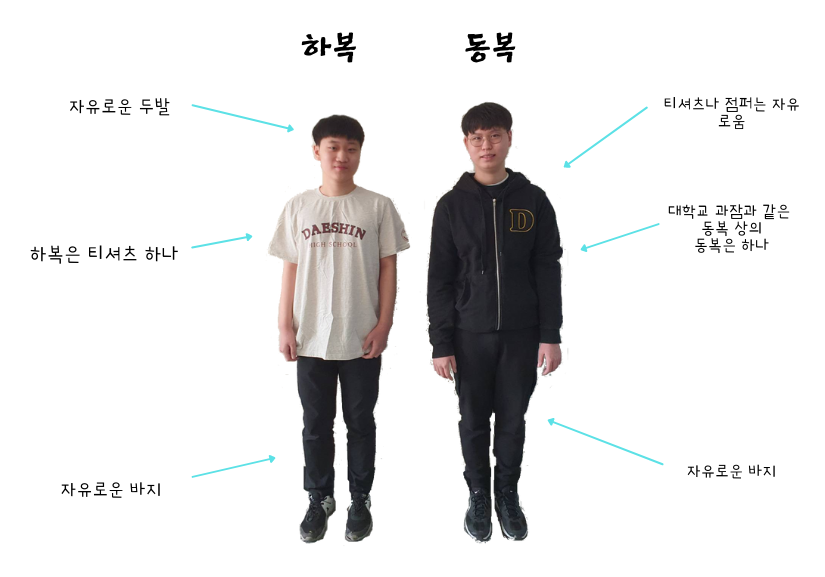 하복
동복
자유로운 두발
하복은 티셔츠 하나
자유로운 바지
DAESHIN
HIGH SCHOOL
티셔츠나 점퍼는 자유
로움
대학교 과잠과 같은
동복 상의
동복은 하나
D
자유로운 바지